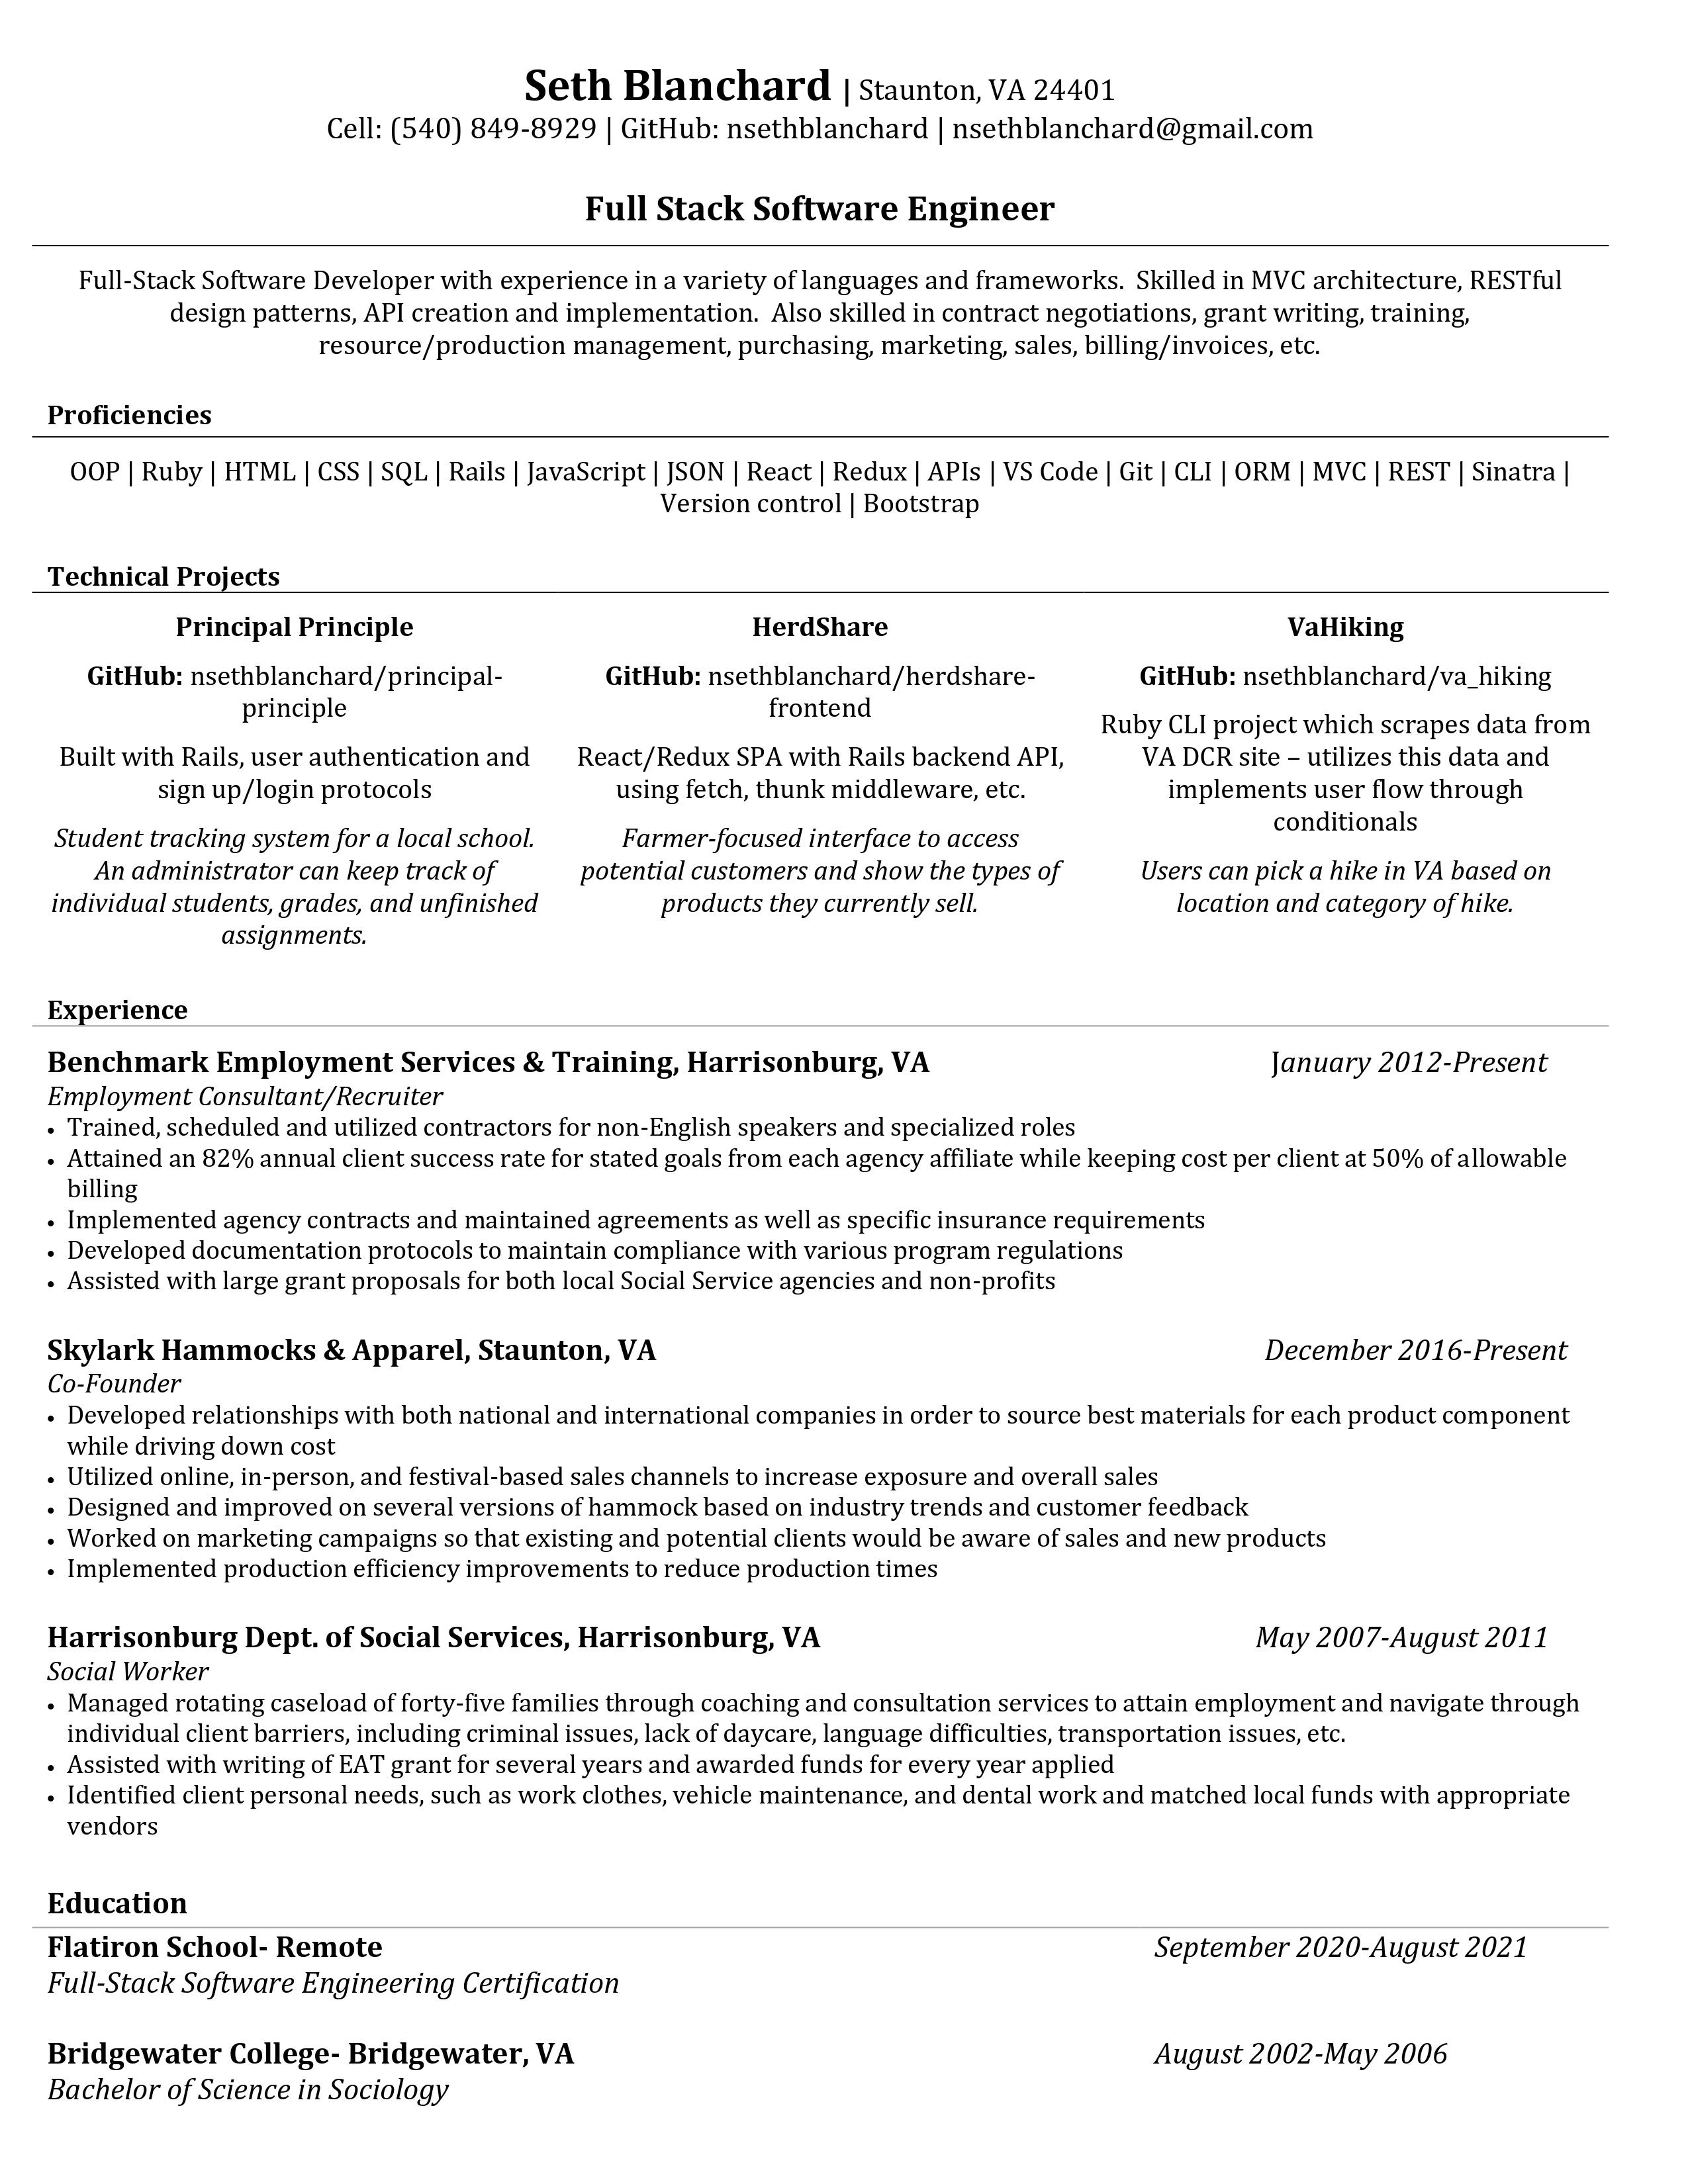 Seth Blanchard | Staunton, VA 24401
Cell: (540) 849-8929 | GitHub: nsethblanchard | nsethblanchard@gmail.com
Full Stack Software Engineer
Full-Stack Software Developer with experience in a variety of languages and frameworks.  Skilled in MVC architecture, RESTful
design patterns, API creation and implementation.  Also skilled in contract negotiations, grant writing, training,
resource/production management, purchasing, marketing, sales, billing/invoices, etc.
Proficiencies
OOP | Ruby | HTML | CSS | SQL | Rails | JavaScript | JSON | React | Redux | APIs | VS Code | Git | CLI | ORM | MVC | REST | Sinatra |
Version control | Bootstrap
Technical Projects
Principal Principle
GitHub: nsethblanchard/principal-
principle
Built with Rails, user authentication and
sign up/login protocols
Student tracking system for a local school.
An administrator can keep track of
individual students, grades, and unfinished
assignments.
HerdShare
GitHub: nsethblanchard/herdshare-
frontend
React/Redux SPA with Rails backend API,
using fetch, thunk middleware, etc.
Farmer-focused interface to access
potential customers and show the types of
products they currently sell.
VaHiking
GitHub: nsethblanchard/va_hiking
Ruby CLI project which scrapes data from
VA DCR site – utilizes this data and
implements user flow through
conditionals
Users can pick a hike in VA based on
location and category of hike.
Experience
Benchmark Employment Services & Training, Harrisonburg, VA January 2012-Present
Employment Consultant/Recruiter
• Trained, scheduled and utilized contractors for non-English speakers and specialized roles
• Attained an 82% annual client success rate for stated goals from each agency affiliate while keeping cost per client at 50% of allowable
billing
• Implemented agency contracts and maintained agreements as well as specific insurance requirements
• Developed documentation protocols to maintain compliance with various program regulations
• Assisted with large grant proposals for both local Social Service agencies and non-profits
Skylark Hammocks & Apparel, Staunton, VA December 2016-Present
Co-Founder
• Developed relationships with both national and international companies in order to source best materials for each product component
while driving down cost
• Utilized online, in-person, and festival-based sales channels to increase exposure and overall sales
• Designed and improved on several versions of hammock based on industry trends and customer feedback
• Worked on marketing campaigns so that existing and potential clients would be aware of sales and new products
• Implemented production efficiency improvements to reduce production times
Harrisonburg Dept. of Social Services, Harrisonburg, VA May 2007-August 2011
Social Worker
• Managed rotating caseload of forty-five families through coaching and consultation services to attain employment and navigate through
individual client barriers, including criminal issues, lack of daycare, language difficulties, transportation issues, etc.
• Assisted with writing of EAT grant for several years and awarded funds for every year applied
• Identified client personal needs, such as work clothes, vehicle maintenance, and dental work and matched local funds with appropriate
vendors
Education
Flatiron School- Remote September 2020-August 2021
Full-Stack Software Engineering Certification
Bridgewater College- Bridgewater, VA August 2002-May 2006
Bachelor of Science in Sociology